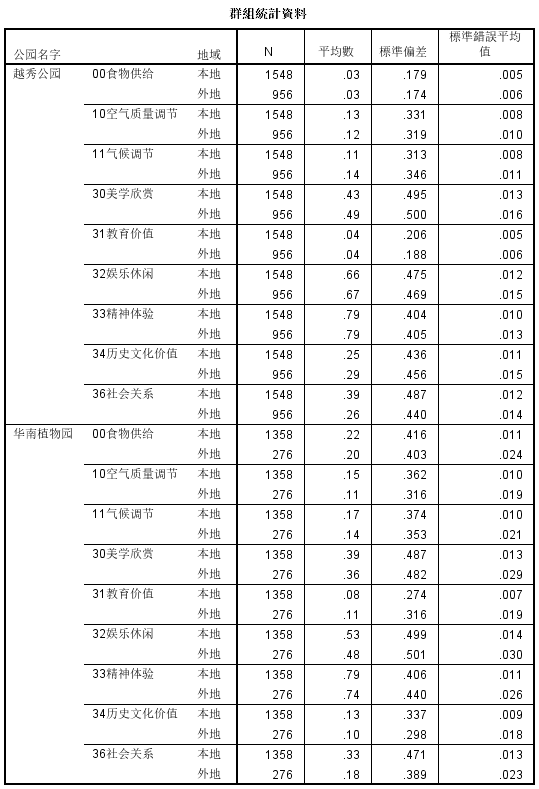 群組統計資料
公园名字 地域 N 平均數 標準偏差 標準錯誤平均
值
越秀公园 00食物供给 本地 1548 .03 .179 .005
外地 956 .03 .174 .006
10空气质量调节 本地 1548 .13 .331 .008
外地 956 .12 .319 .010
11气候调节 本地 1548 .11 .313 .008
外地 956 .14 .346 .011
30美学欣赏 本地 1548 .43 .495 .013
外地 956 .49 .500 .016
31教育价值 本地 1548 .04 .206 .005
外地 956 .04 .188 .006
32娱乐休闲 本地 1548 .66 .475 .012
外地 956 .67 .469 .015
33精神体验 本地 1548 .79 .404 .010
外地 956 .79 .405 .013
34历史文化价值 本地 1548 .25 .436 .011
外地 956 .29 .456 .015
36社会关系 本地 1548 .39 .487 .012
外地 956 .26 .440 .014
华南植物园 00食物供给 本地 1358 .22 .416 .011
外地 276 .20 .403 .024
10空气质量调节 本地 1358 .15 .362 .010
外地 276 .11 .316 .019
11气候调节 本地 1358 .17 .374 .010
外地 276 .14 .353 .021
30美学欣赏 本地 1358 .39 .487 .013
外地 276 .36 .482 .029
31教育价值 本地 1358 .08 .274 .007
外地 276 .11 .316 .019
32娱乐休闲 本地 1358 .53 .499 .014
外地 276 .48 .501 .030
33精神体验 本地 1358 .79 .406 .011
外地 276 .74 .440 .026
34历史文化价值 本地 1358 .13 .337 .009
外地 276 .10 .298 .018
36社会关系 本地 1358 .33 .471 .013
外地 276 .18 .389 .023